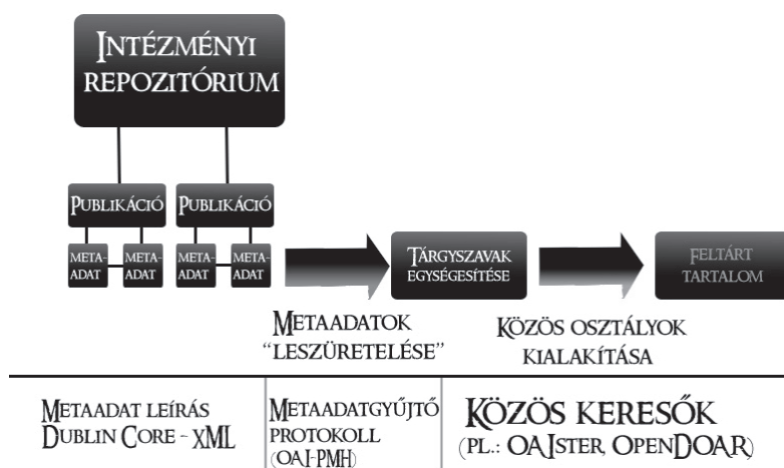 INTÉZMÉNYI
REPOZITÓRIUM
PUBLIKÁCIÓ
PUBLIKÁCIÓ
META-
ADAT
META-
ADAT
META-
ADAT
META-
ADAT
TÁRGYSZAVAK
EGYSÉGESÍTÉSE
FELTÁRT
TARTALOM
METAADATOK
“LESZÜRETELÉSE”
KÖZÖS OSZTÁLYOK
KIALAKÍTÁSA
METAADAT LEÍRÁS
DUBLIN CORE - XML
METAADATGYŰJTŐ
PROTOKOLL
(OAI-PMH)
KÖZÖS KERESŐK
(PL.: OAISTER, OPENDOAR)